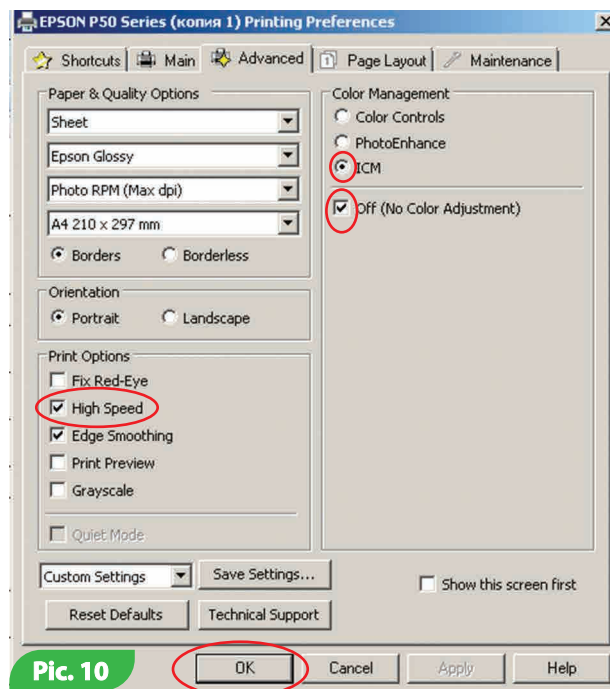 EPSON P50 Series (копия 1) Printing Preferences
Shortcuts Main Advanced Page Layout Maintenance
Paper & Quality Options
Sheet
Epson Glossy
Photo RPM (Max dpi)
A4 210 x 297 mm
Borders Borderless
Orientation
Portrait Landscape
Print Options
Fix Red-Eye
High Speed
Edge Smoothing
Print Preview
Grayscale
Quiet Mode
Color Management
Color Controls
PhotoEnhance
ICM
Off (No Color Adjustment)
Custom Settings Save Settings...
Show this screen first
Reset Defaults Technical Support
OK Cancel Apply Help
Pic. 10